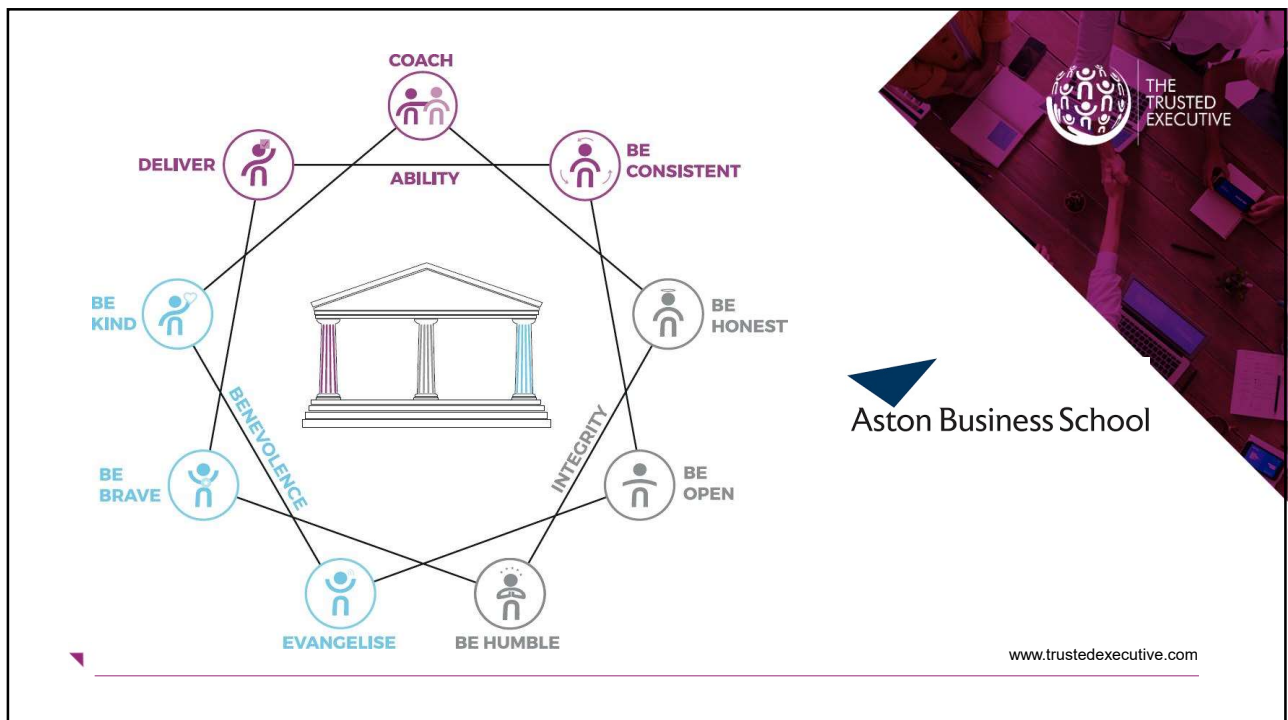 COACH
THE
TRUSTED
EXECUTIVE
DELIVER
BE
CONSISTENT
ABILITY
BE
KIND
BE
HONEST
BENEVOLENCE
INTEGRITY
Aston Business School
BE
BRAVE
BE
OPEN
EVANGELISE
BE HUMBLE
www.trustedexecutive.com